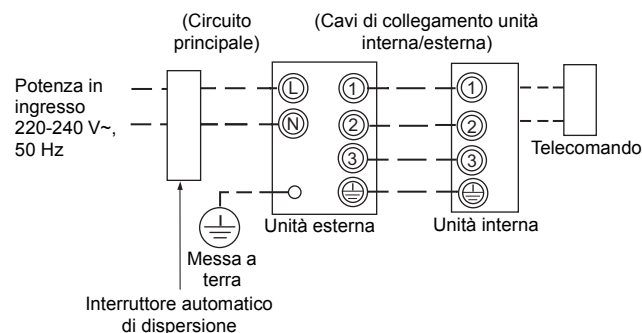 (Circuito
principale)
(Cavi di collegamento unità
interna/esterna)
Potenza in
ingresso
220-240 V~,
50 Hz
L
N
1
2
3
1
2
3
Telecomando
Unità esterna
Unità interna
Messa a
terra
Interruttore automatico
di dispersione